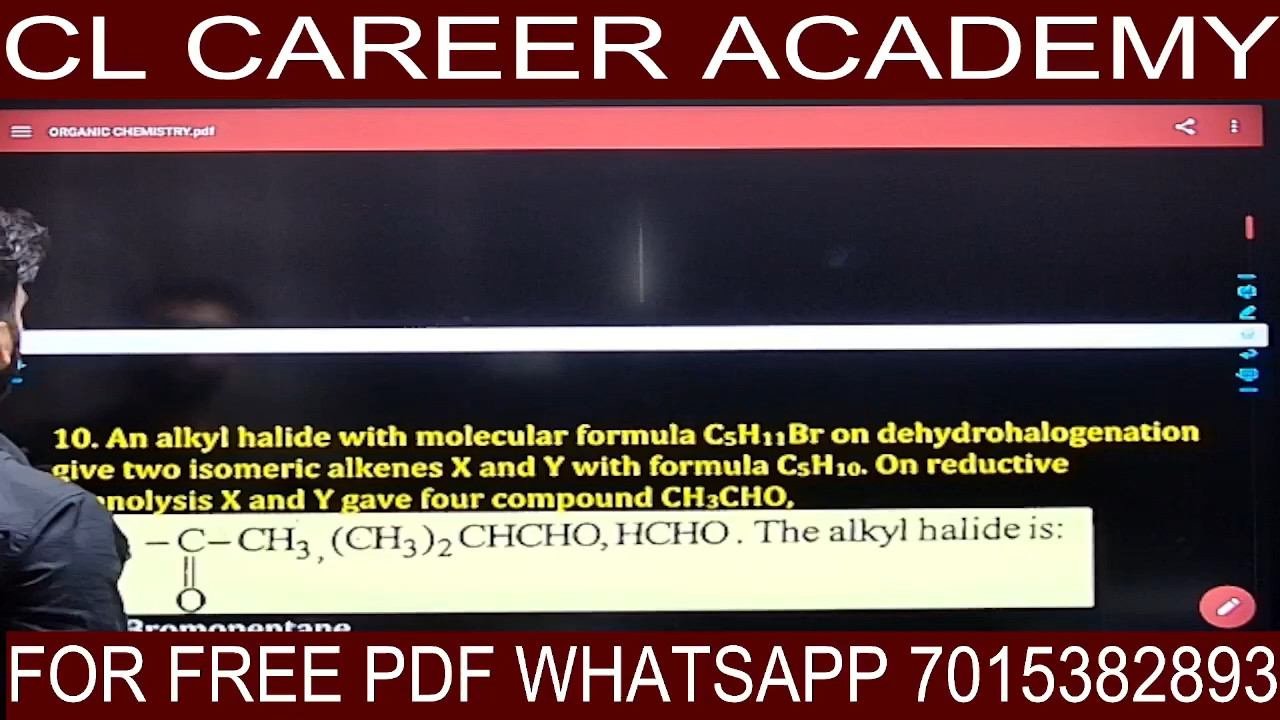 CL CAREER ACADEMY
ORGANIC CHEMISTRY.pdf
10. An alkyl halide with molecular formula C₅H₁₁Br on dehydrohalogenation
give two isomeric alkenes X and Y with formula C₅H₁₀. On reductive
nolysis X and Y gave four compound CH₃CHO,
–C–CH₃, (CH₃)₂CHCHO, HCHO. The alkyl halide is:
||
O
Bromopentane
FOR FREE PDF WHATSAPP 7015382893